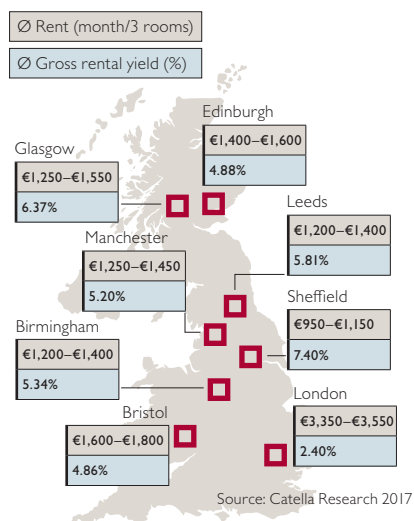 Ø Rent (month/3 rooms)
Ø Gross rental yield (%)
Edinburgh
€1,400–€1,600
4.88%
Glasgow
€1,250–€1,550
6.37%
Leeds
€1,200–€1,400
5.81%
Manchester
€1,250–€1,450
5.20%
Sheffield
€950–€1,150
7.40%
Birmingham
€1,200–€1,400
5.34%
London
€3,350–€3,550
2.40%
Bristol
€1,600–€1,800
4.86%
Source: Catella Research 2017